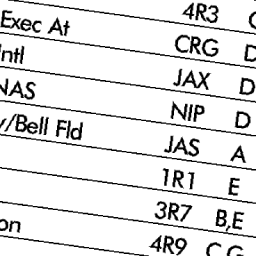 4R3
Exec At CRG D
Intl JAX D
NAS NIP D
y/Bell Fld JAS A
1R1 E
3R7 B,E
on 4R9 C,G